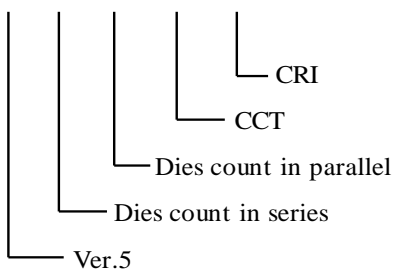 CRI
CCT
Dies count in parallel
Dies count in series
Ver.5